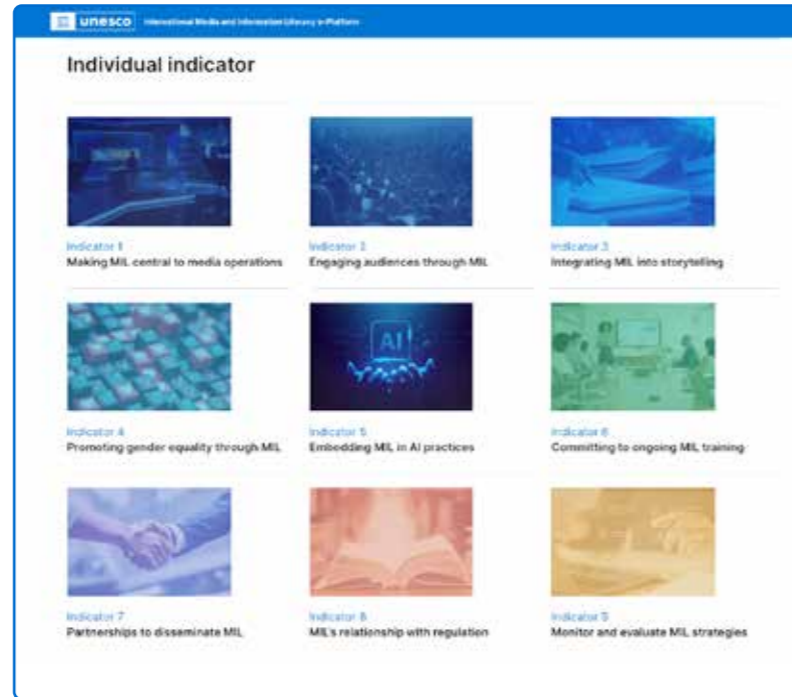 unesco International Media and Information Literacy e-Platform
Individual indicator
Indicator 1
Making MIL central to media operations
Indicator 2
Engaging audiences through MIL
Indicator 3
Integrating MIL into storytelling
AI
Indicator 4
Promoting gender equality through MIL
Indicator 5
Embedding MIL in AI practices
Indicator 6
Committing to ongoing MIL training
Indicator 7
Partnerships to disseminate MIL
Indicator 8
MIL's relationship with regulation
Indicator 9
Monitor and evaluate MIL strategies